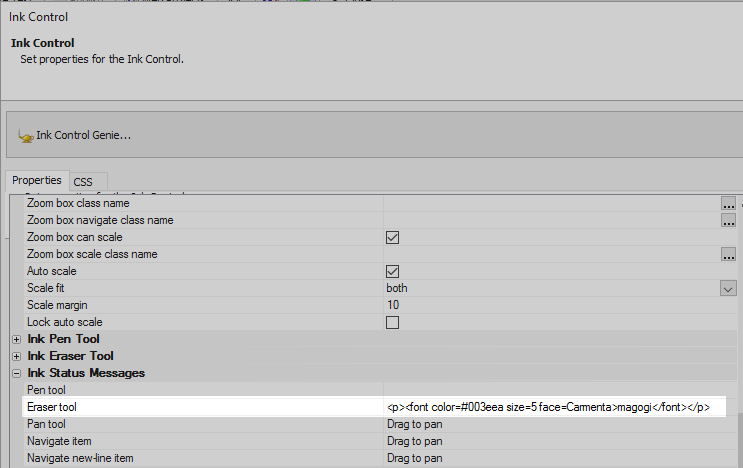 Ink Control
Ink Control
Set properties for the Ink Control.
Ink Control Genie...
Properties CSS
Zoom box class name ...
Zoom box navigate class name ...
Zoom box can scale
Zoom box scale class name ...
Auto scale
Scale fit both
Scale margin 10
Lock auto scale
Ink Pen Tool
Ink Eraser Tool
Ink Status Messages
Pen tool
Eraser tool <p><font color=#003eea size=5 face=Carmenta>magogi</font></p>
Pan tool Drag to pan
Navigate item Drag to pan
Navigate new-line item Drag to pan